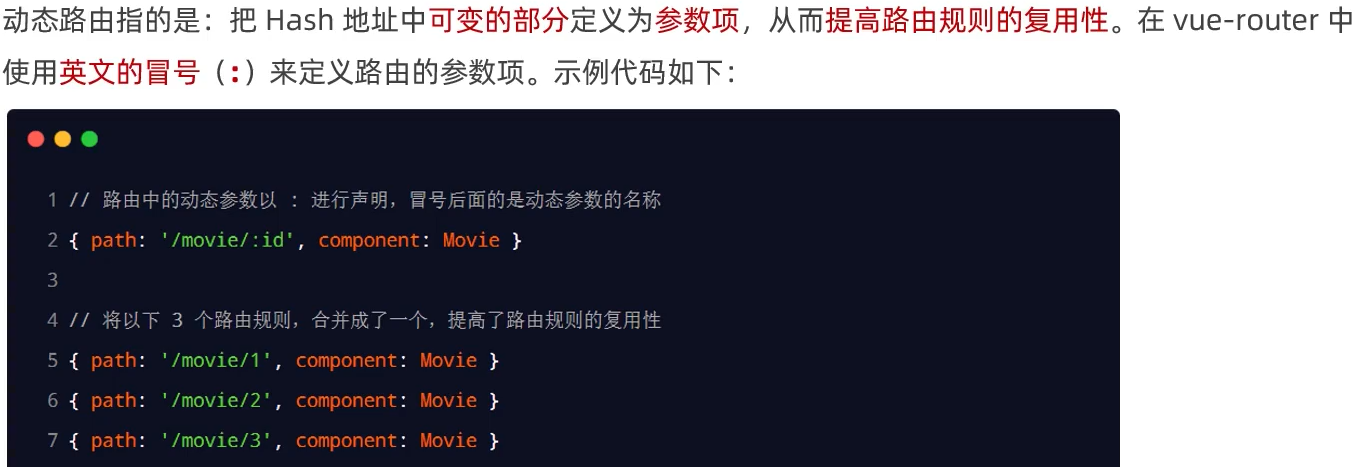 动态路由指的是：把 Hash 地址中可变的部分定义为参数项，从而提高路由规则的复用性。在 vue-router 中
使用英文的冒号（:）来定义路由的参数项。示例代码如下：
1 // 路由中的动态参数以 : 进行声明，冒号后面的是动态参数的名称
2 { path: '/movie/:id', component: Movie }
3
4 // 将以下 3 个路由规则，合并成了一个，提高了路由规则的复用性
5 { path: '/movie/1', component: Movie }
6 { path: '/movie/2', component: Movie }
7 { path: '/movie/3', component: Movie }